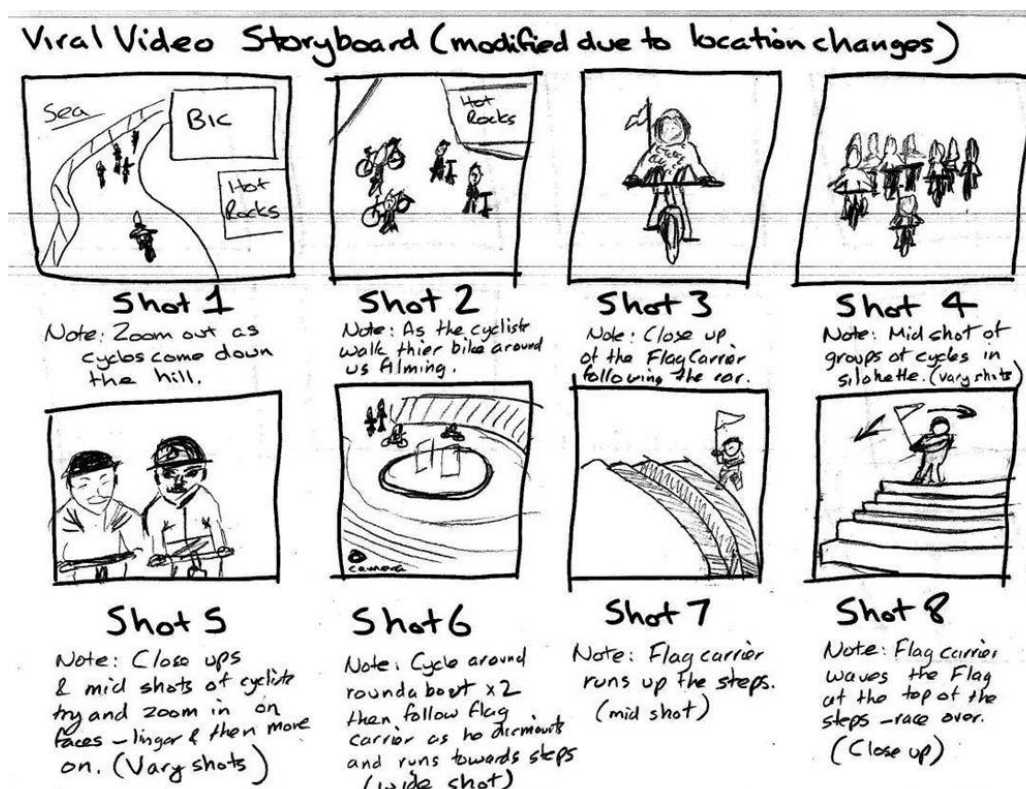 Viral Video Storyboard (modified due to location changes)
Sea
BIC
Hot
Rocks
Hot
Rocks
Shot 1
Note: Zoom out as
cycles come down
the hill.
Shot 2
Note: As the cyclists
walk thier bike around
us filming.
Shot 3
Note: Close up
of the Flag Carrier
following the car.
Shot 4
Note: Mid shot of
groups of cycles in
silohette. (vary shots)
camera
Shot 5
Note: Close ups
& mid shots of cyclists
try and zoom in on
faces - lingar & then move
on. (Vary shots)
Shot 6
Note: Cycle around
roundabout x2
then follow flag
carrier as he dismounts
and runs towards steps
(wide shot)
Shot 7
Note: Flag carrier
runs up the steps.
(mid shot)
Shot 8
Note: Flag carrier
waves the Flag
at the top of the
steps - race over.
(Close up)